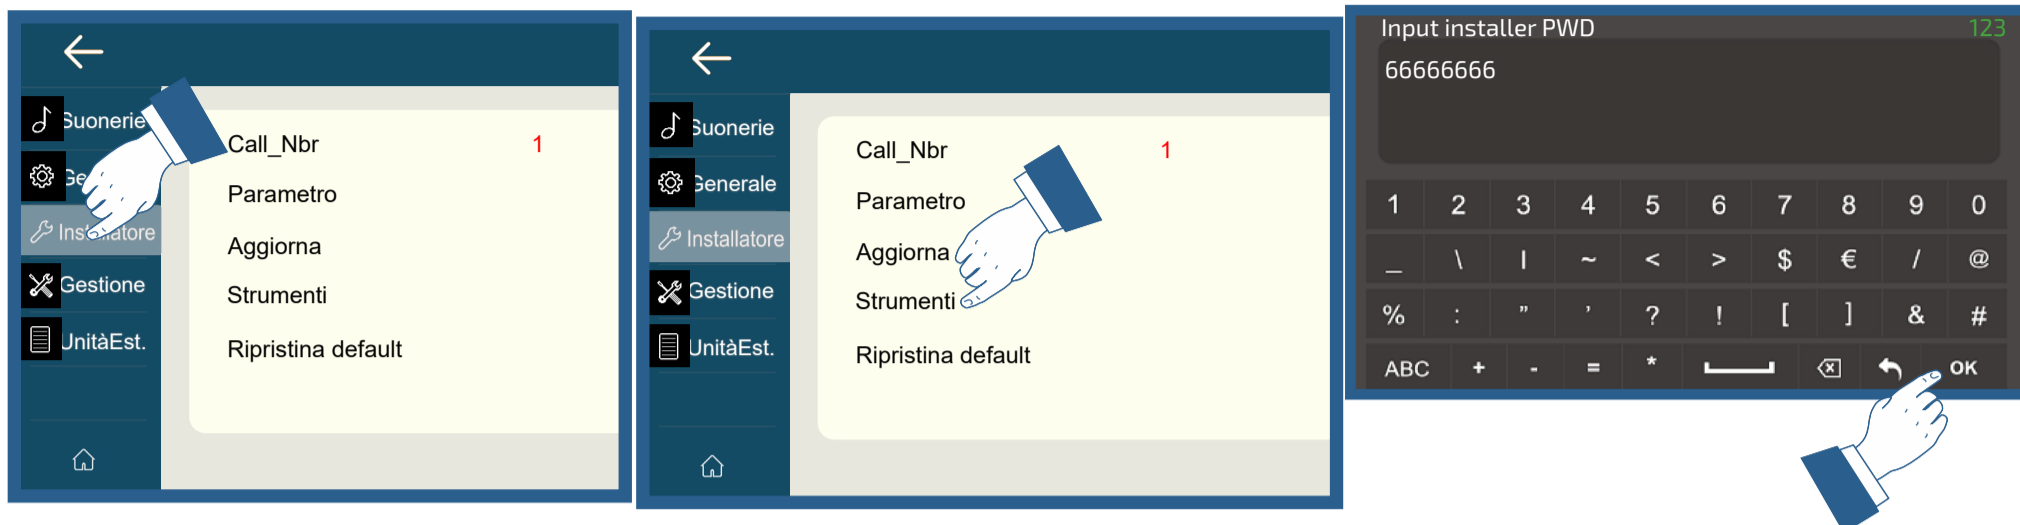 Suonerie
Ge
Installatore
Gestione
UnitàEst.
Call_Nbr 1
Parametro
Aggiorna
Strumenti
Ripristina default
Suonerie
Generale
Installatore
Gestione
UnitàEst.
Call_Nbr 1
Parametro
Aggiorna
Strumenti
Ripristina default
Input installer PWD 123
66666666
1 2 3 4 5 6 7 8 9 0
_ \ | ~ < > $ € / @
% : " ' ? ! [ ] & #
ABC + - = * OK